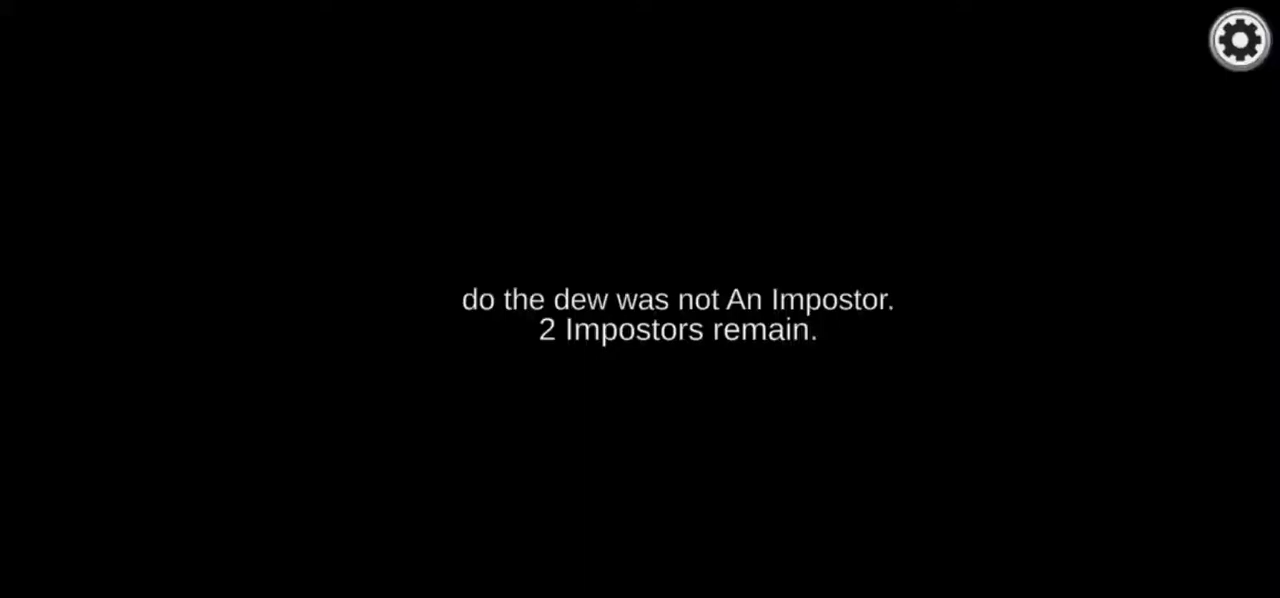 do the dew was not An Impostor.
2 Impostors remain.